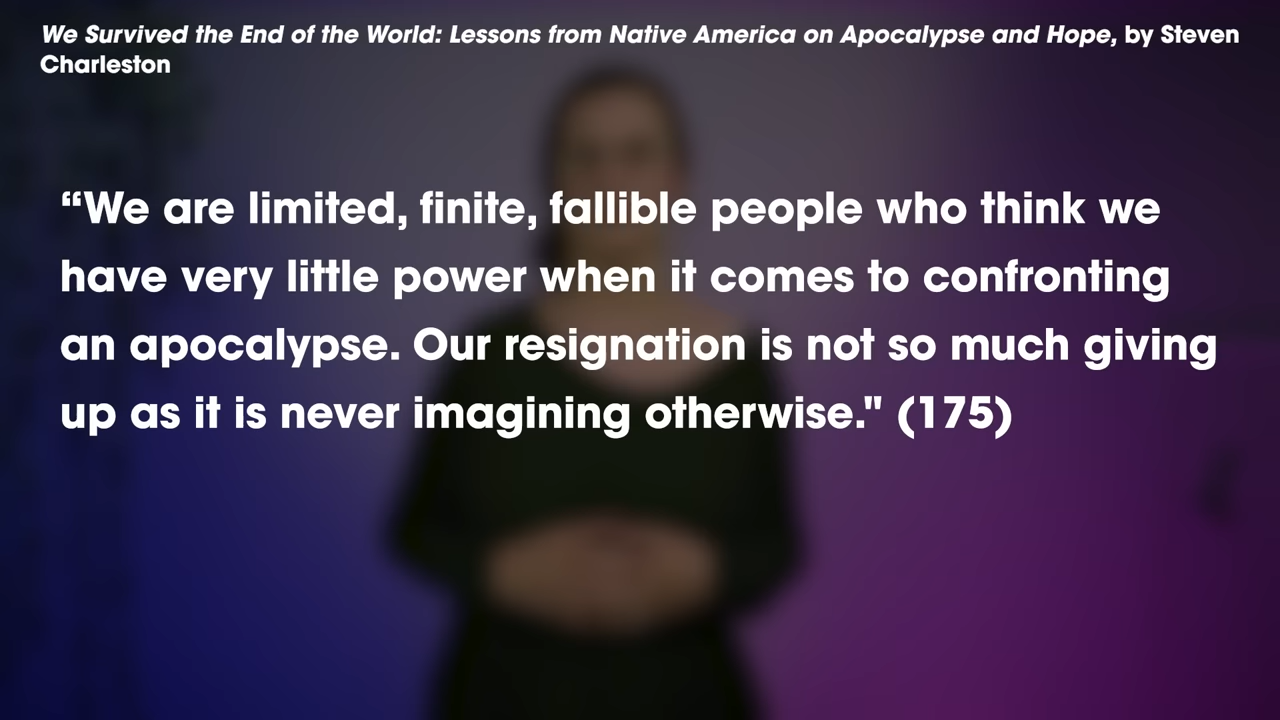 We Survived the End of the World: Lessons from Native America on Apocalypse and Hope, by Steven
Charleston
“We are limited, finite, fallible people who think we
have very little power when it comes to confronting
an apocalypse. Our resignation is not so much giving
up as it is never imagining otherwise." (175)